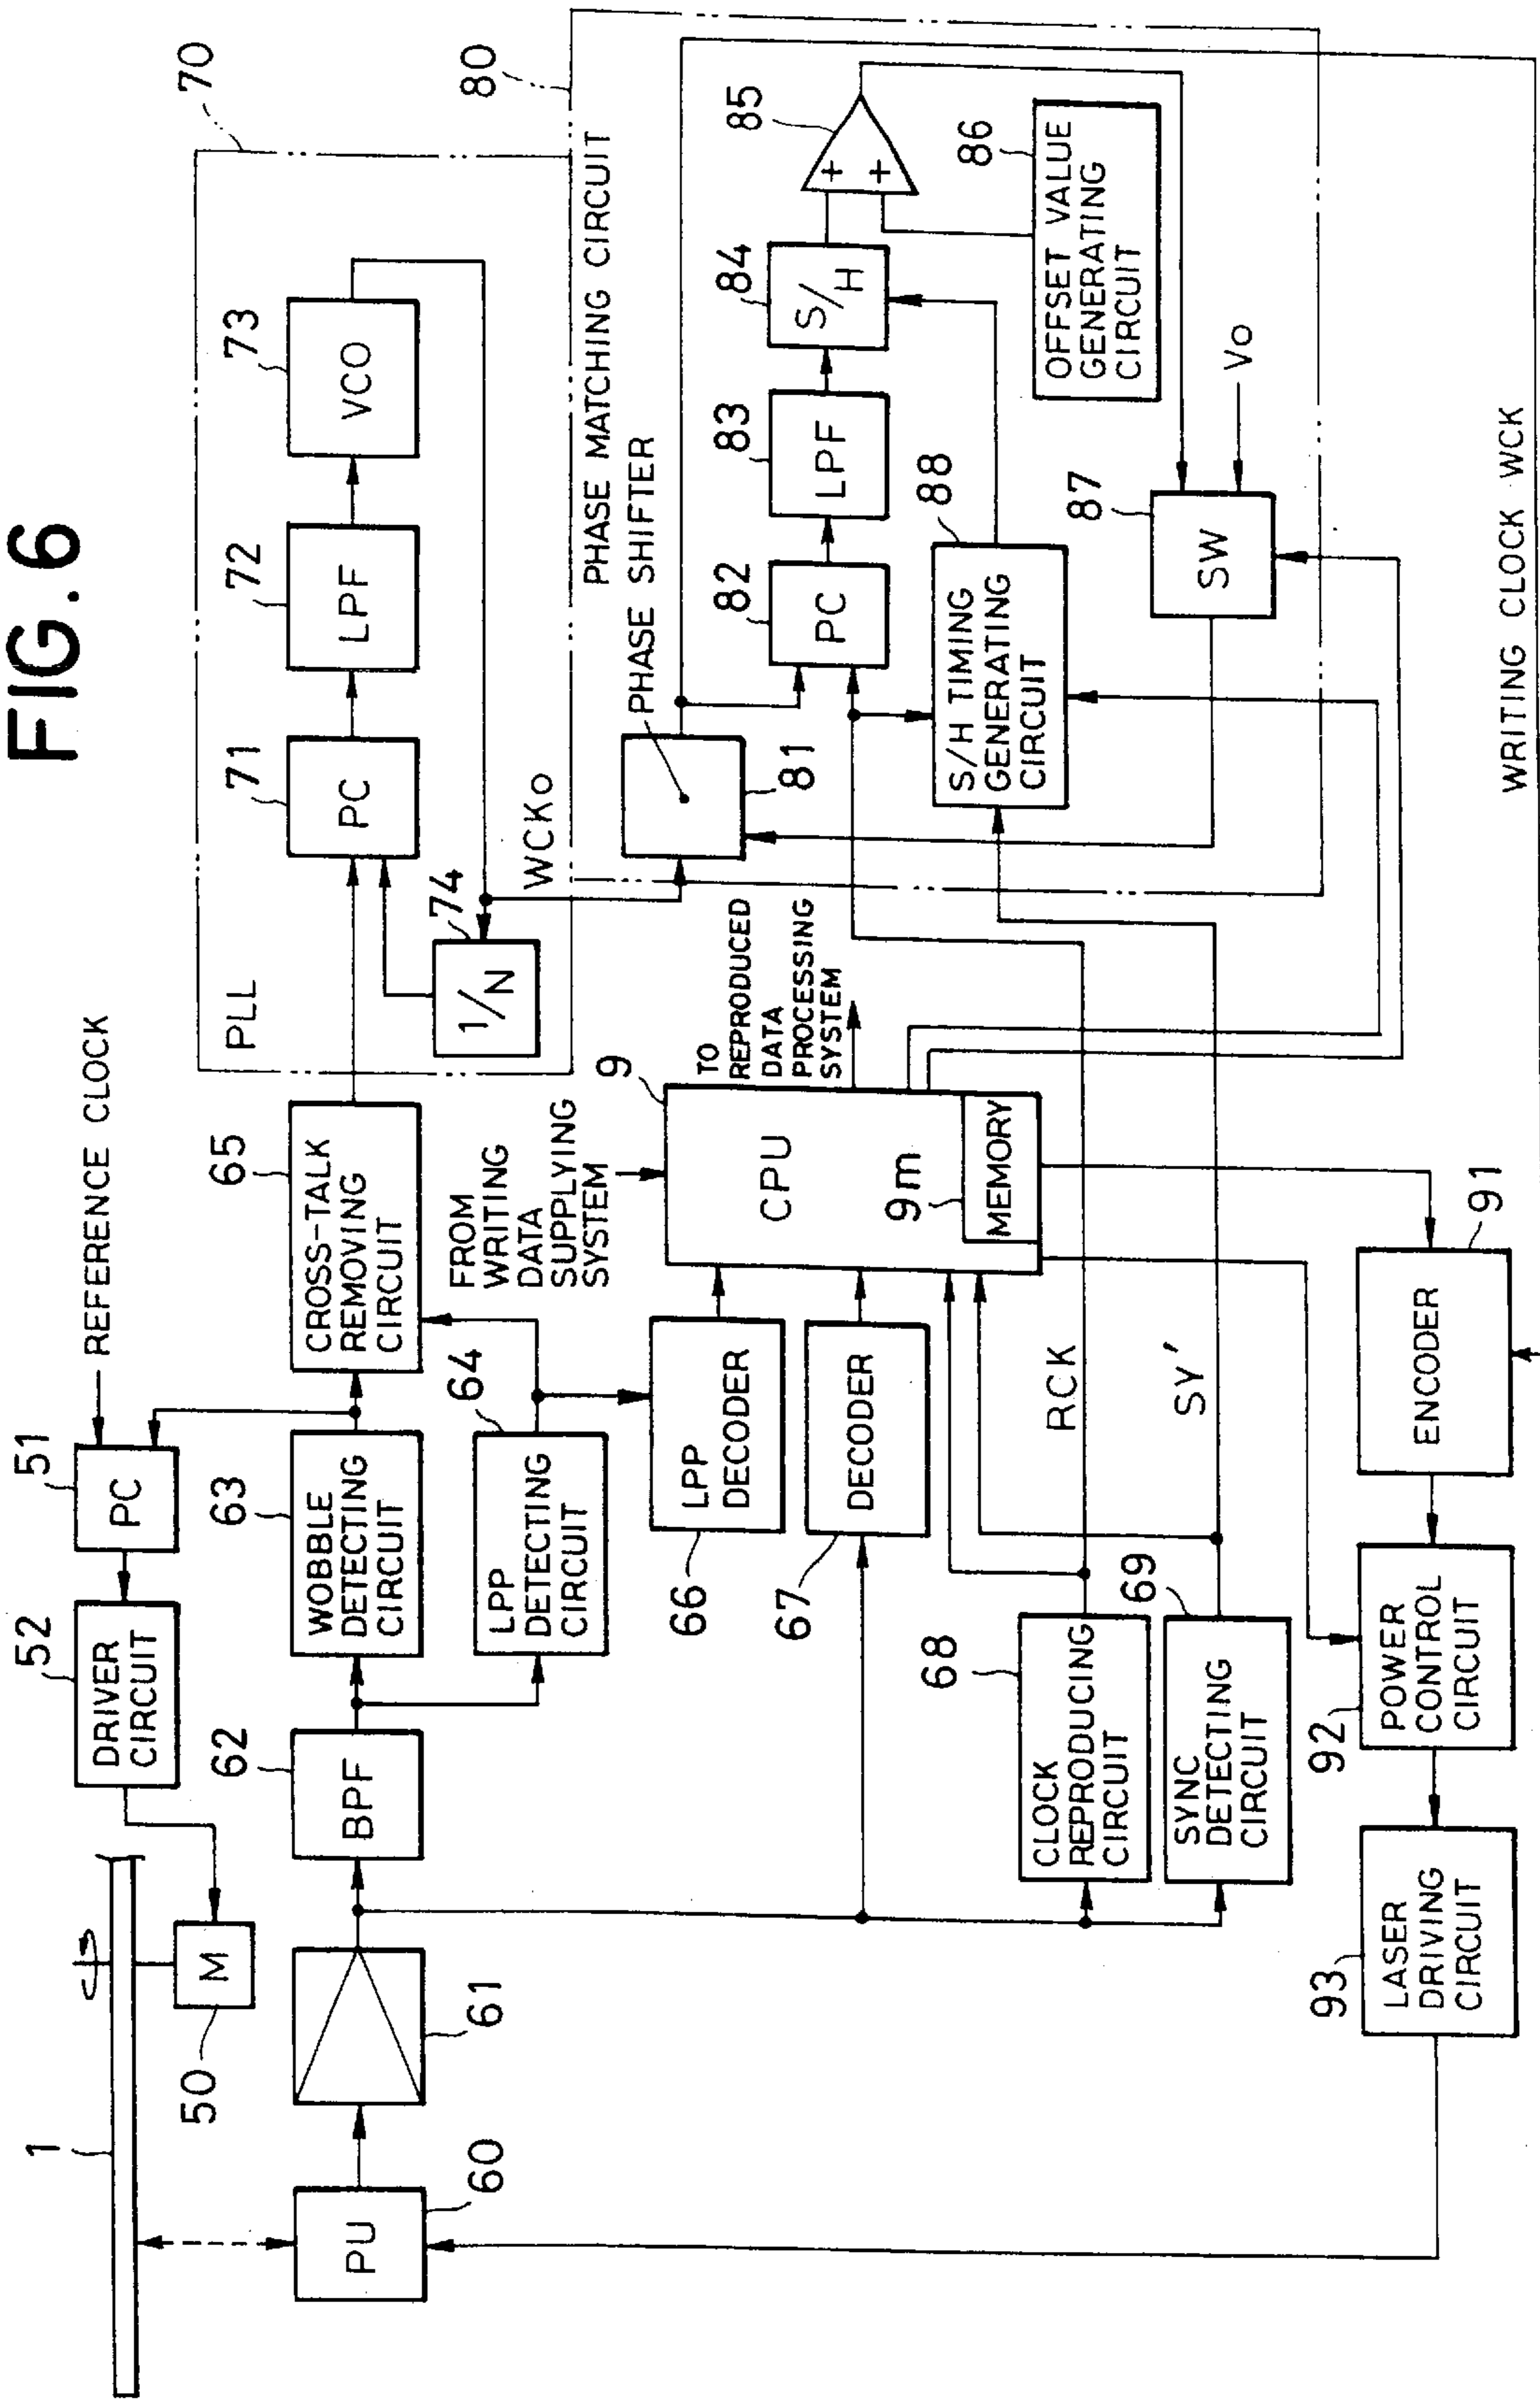 FIG. 6
1
M
50
DRIVER
CIRCUIT
52
PC
51
REFERENCE CLOCK
PU
60
61
BPF
62
WOBBLE
DETECTING
CIRCUIT
63
LPP
DETECTING
CIRCUIT
64
CROSS-TALK
REMOVING
CIRCUIT
65
PLL
70
PC
71
LPF
72
VCO
73
1/N
74
WCKo
FROM
WRITING
DATA
SUPPLYING
SYSTEM
LPP
DECODER
66
DECODER
67
CPU
9
9m
MEMORY
TO
REPRODUCED
DATA
PROCESSING
SYSTEM
CLOCK
REPRODUCING
CIRCUIT
68
SYNC
DETECTING
CIRCUIT
69
RCK
SY'
80
PHASE MATCHING CIRCUIT
PHASE SHIFTER
81
PC
82
LPF
83
S/H
84
+
+
85
OFFSET VALUE
GENERATING
CIRCUIT
86
S/H TIMING
GENERATING
CIRCUIT
88
SW
87
Vo
WRITING CLOCK WCK
ENCODER
91
POWER
CONTROL
CIRCUIT
92
LASER
DRIVING
CIRCUIT
93